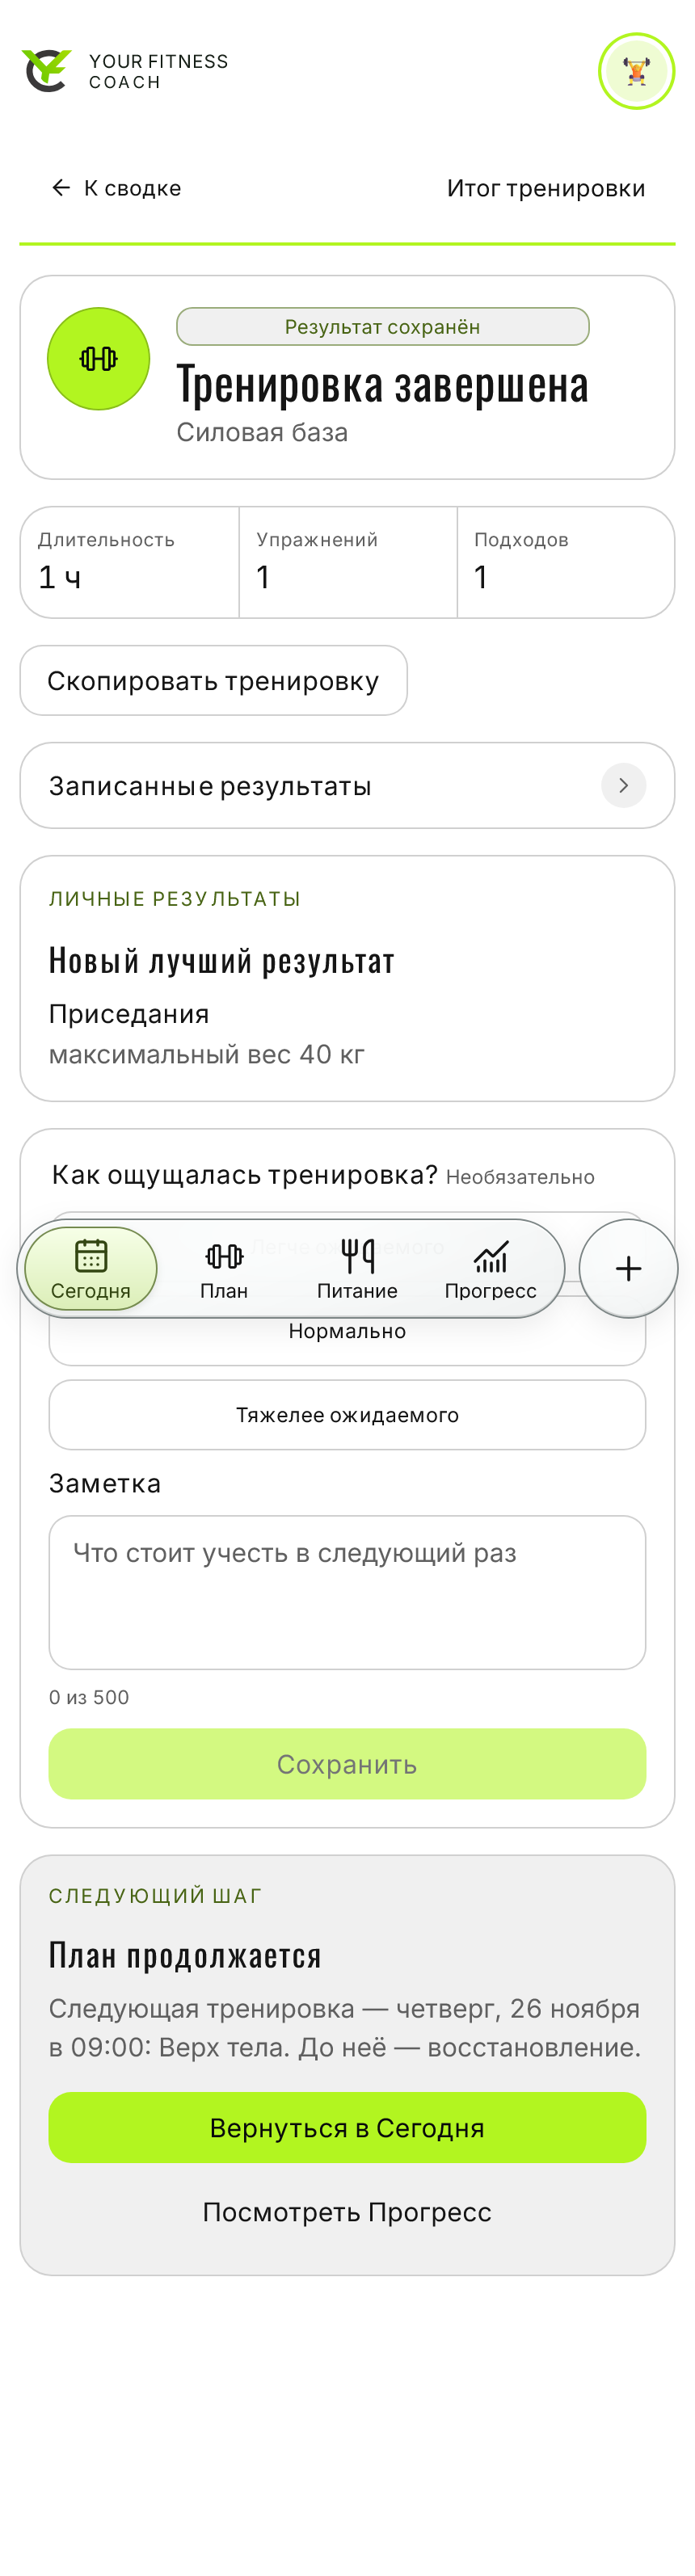 YOUR FITNESS
COACH
К сводке
Итог тренировки
Результат сохранён
Тренировка завершена
Силовая база
Длительность
1 ч
Упражнений
1
Подходов
1
Скопировать тренировку
Записанные результаты
ЛИЧНЫЕ РЕЗУЛЬТАТЫ
Новый лучший результат
Приседания
максимальный вес 40 кг
Как ощущалась тренировка? Необязательно
Сегодня
План
Питание
Прогресс
Нормально
Тяжелее ожидаемого
Заметка
Что стоит учесть в следующий раз
0 из 500
Сохранить
СЛЕДУЮЩИЙ ШАГ
План продолжается
Следующая тренировка — четверг, 26 ноября
в 09:00: Верх тела. До неё — восстановление.
Вернуться в Сегодня
Посмотреть Прогресс